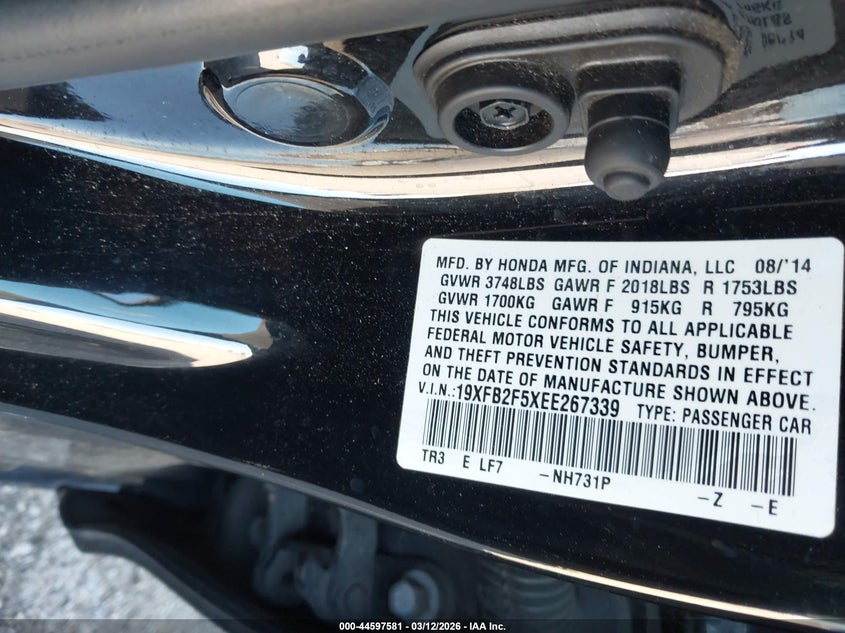 MFD. BY HONDA MFG. OF INDIANA, LLC 08/'14
GVWR 3748LBS GAWR F 2018LBS R 1753LBS
GVWR 1700KG GAWR F 915KG R 795KG
THIS VEHICLE CONFORMS TO ALL APPLICABLE
FEDERAL MOTOR VEHICLE SAFETY, BUMPER,
AND THEFT PREVENTION STANDARDS IN EFFECT
ON THE DATE OF MANUFACTURE SHOWN ABOVE.
V.I.N.:19XFB2F5XEE267339 TYPE: PASSENGER CAR
TR3 E LF7 -NH731P -Z -E
000-44597581 - 03/12/2026 - IAA Inc.